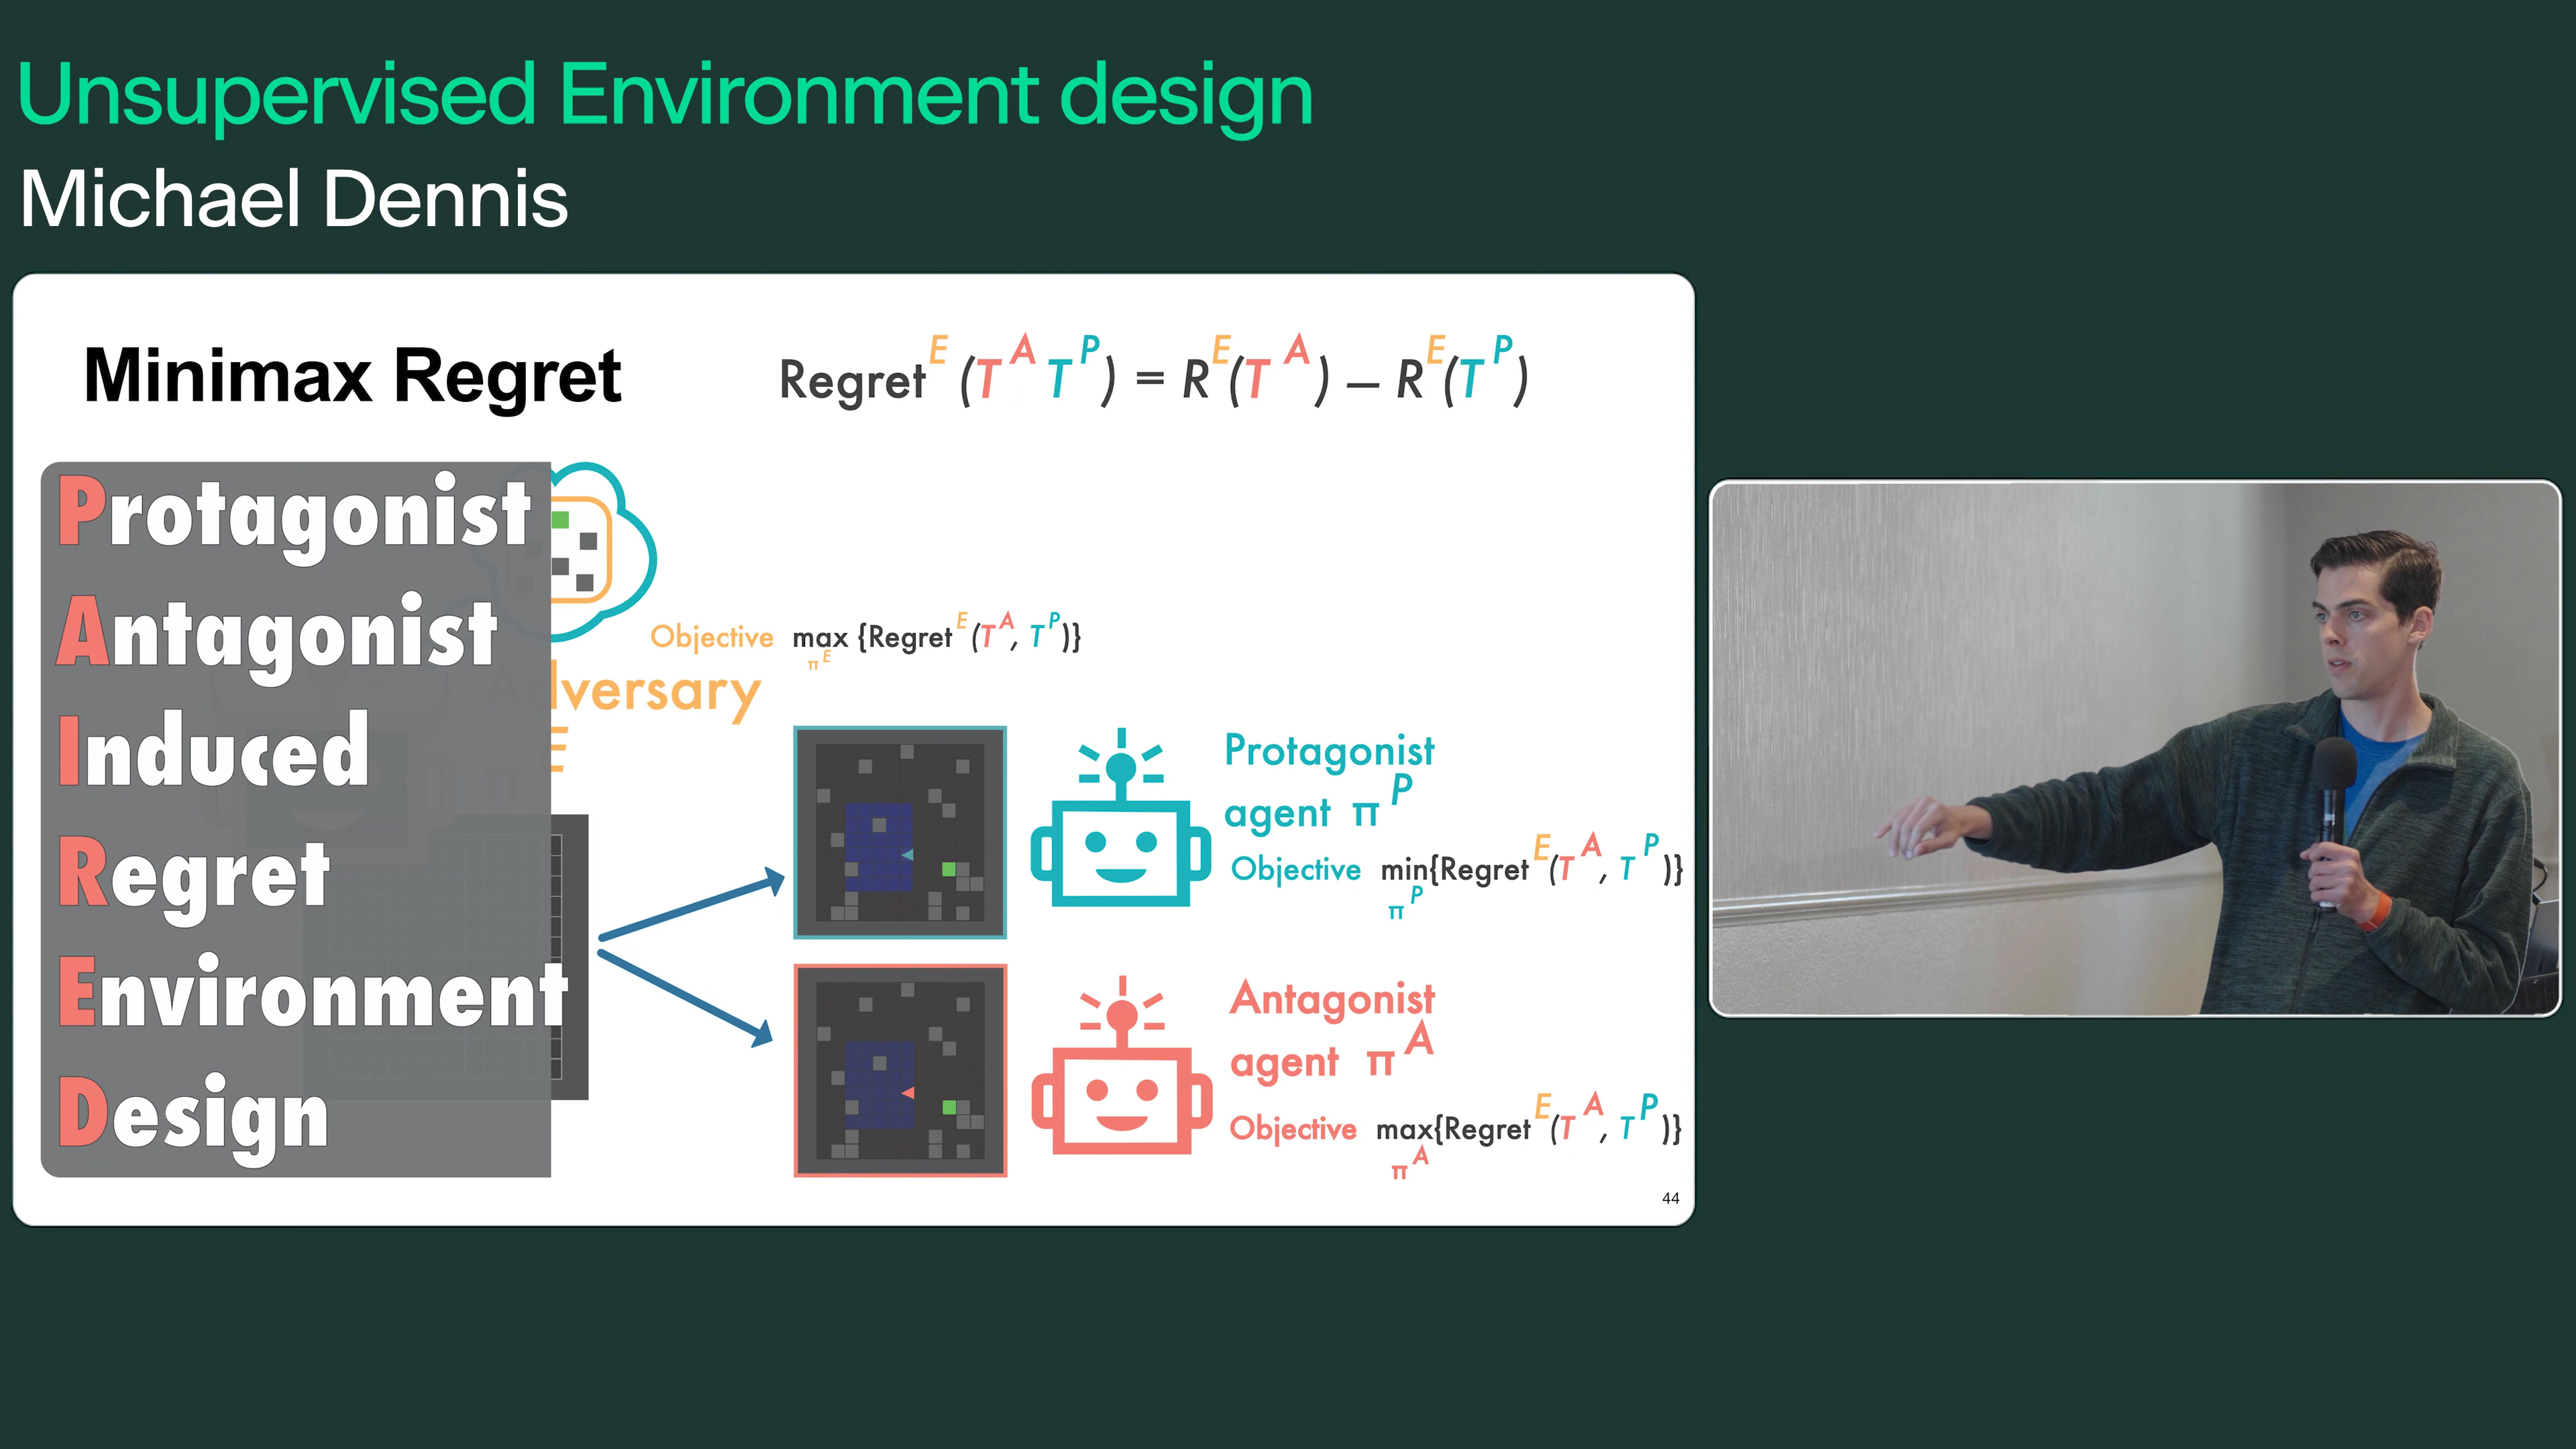 Unsupervised Environment design
Michael Dennis
Minimax Regret
Regret^E (T^A T^P) = R^E(T^A) – R^E(T^P)
Protagonist
Antagonist
Induced
Regret
Environment
Design
Objective max {Regret^E (T^A, T^P)}
π^E
Adversary
E
Protagonist
agent π^P
Objective min{Regret^E (T^A, T^P)}
π^P
Antagonist
agent π^A
Objective max{Regret^E (T^A, T^P)}
π^A
44